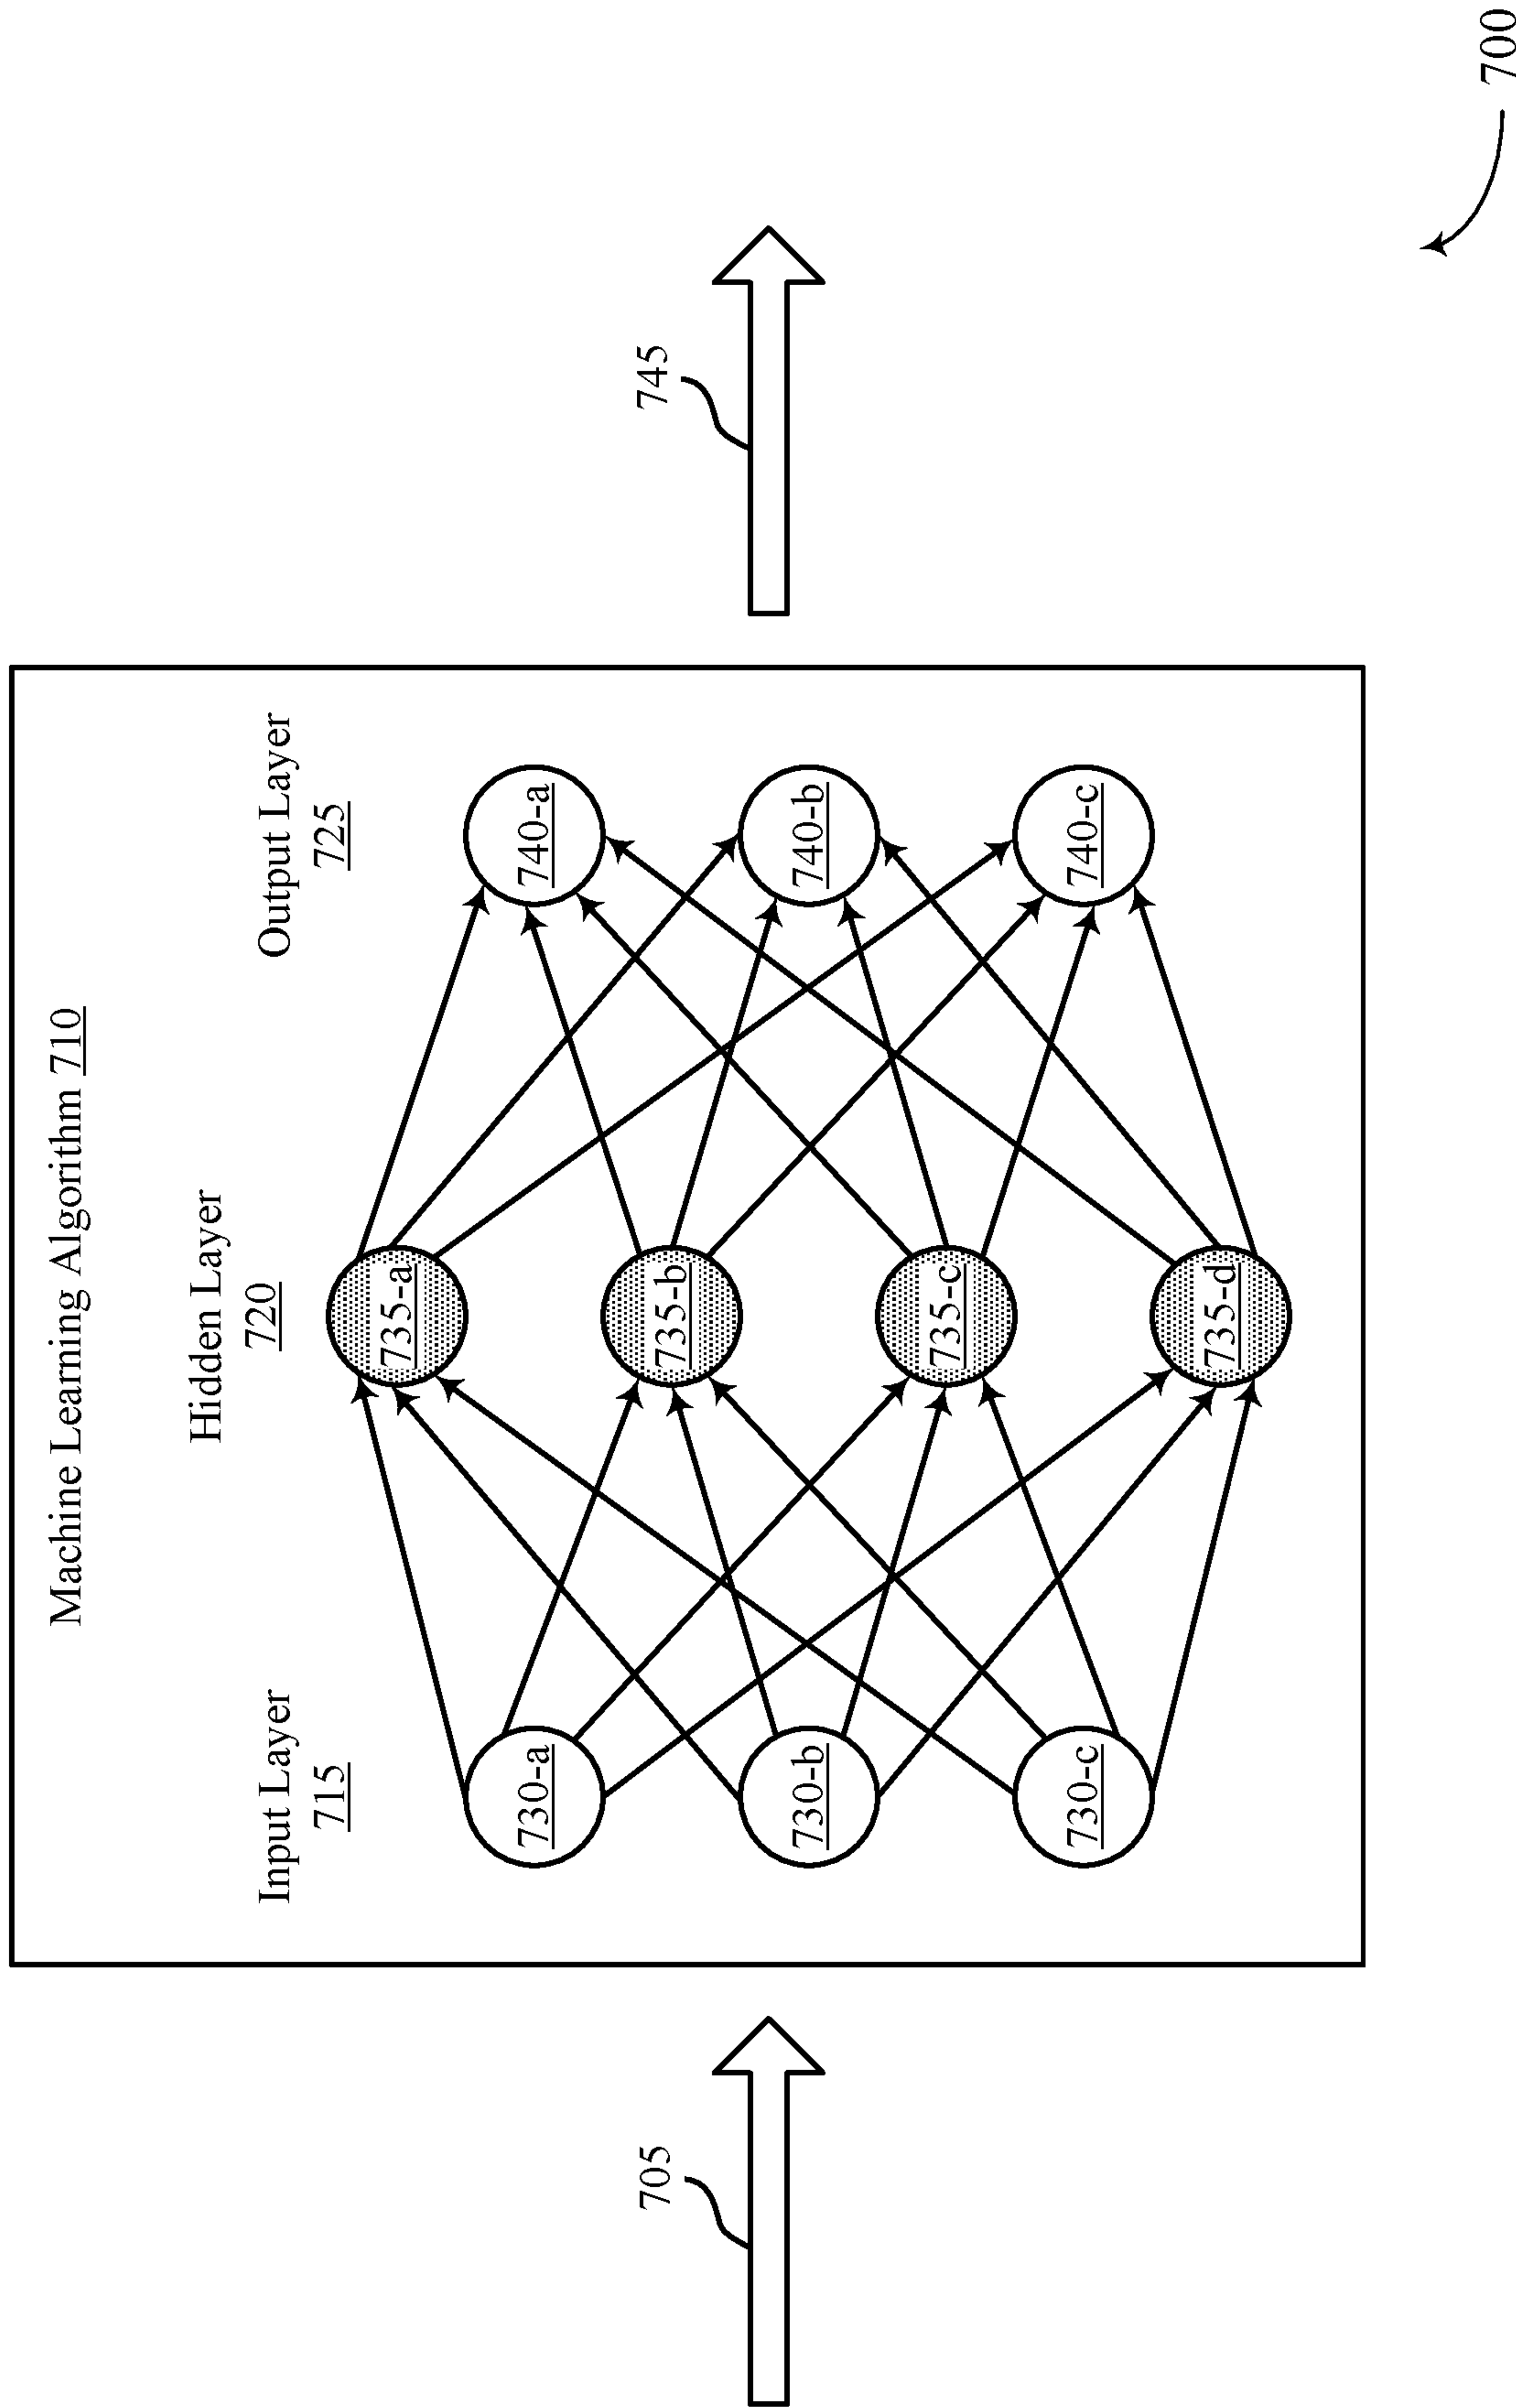 Machine Learning Algorithm 710
Hidden Layer
720
Input Layer
715
Output Layer
725
730-a
730-b
730-c
735-a
735-b
735-c
735-d
740-a
740-b
740-c
705
745
700